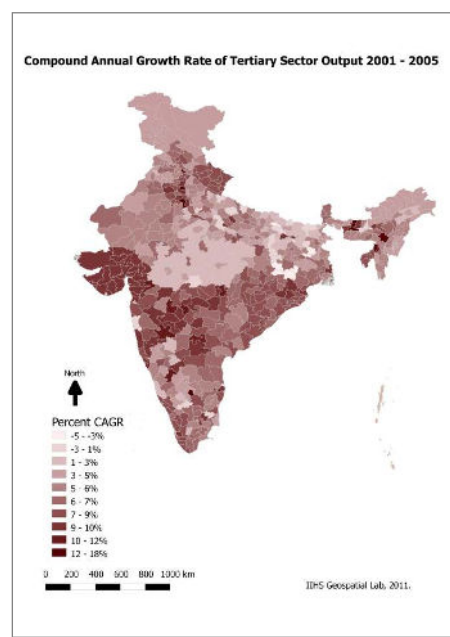 Compound Annual Growth Rate of Tertiary Sector Output 2001 - 2005
North
Percent CAGR
-5 - -3%
-3 - 1%
1 - 3%
3 - 5%
5 - 6%
6 - 7%
7 - 9%
9 - 10%
10 - 12%
12 - 18%
0 200 400 600 800 1000 km
IIHS Geospatial Lab, 2011.